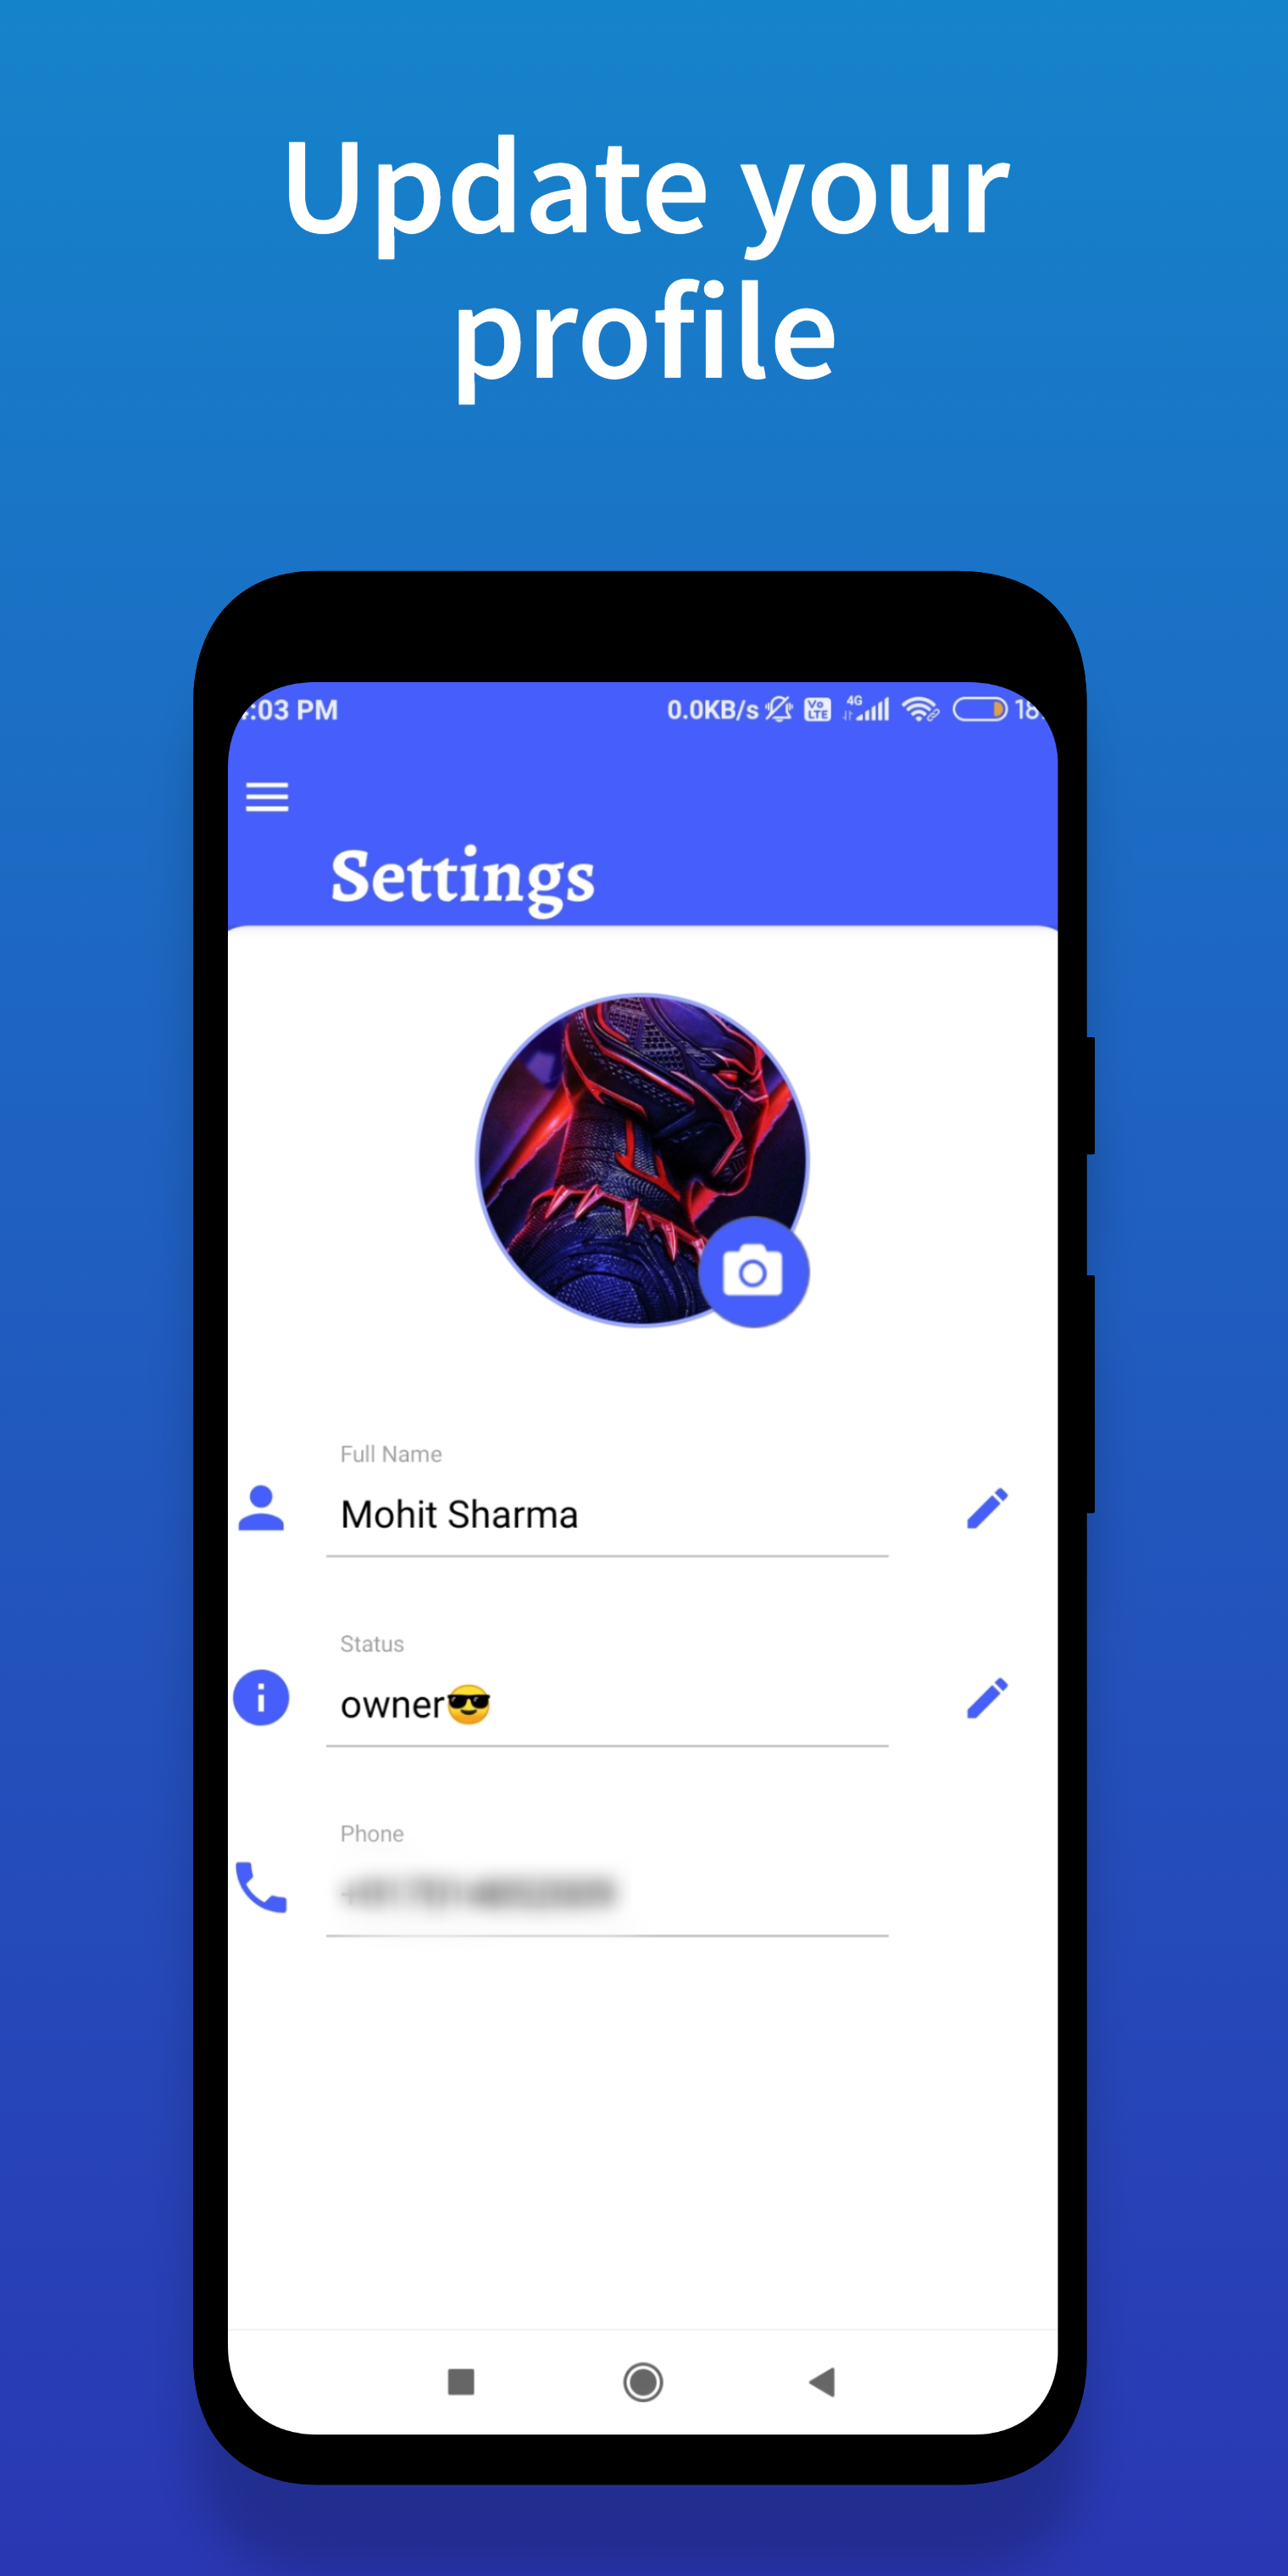 Update your
profile
:03 PM
0.0KB/s Vo LTE 4G 18
Settings
Full Name
Mohit Sharma
Status
owner😎
Phone